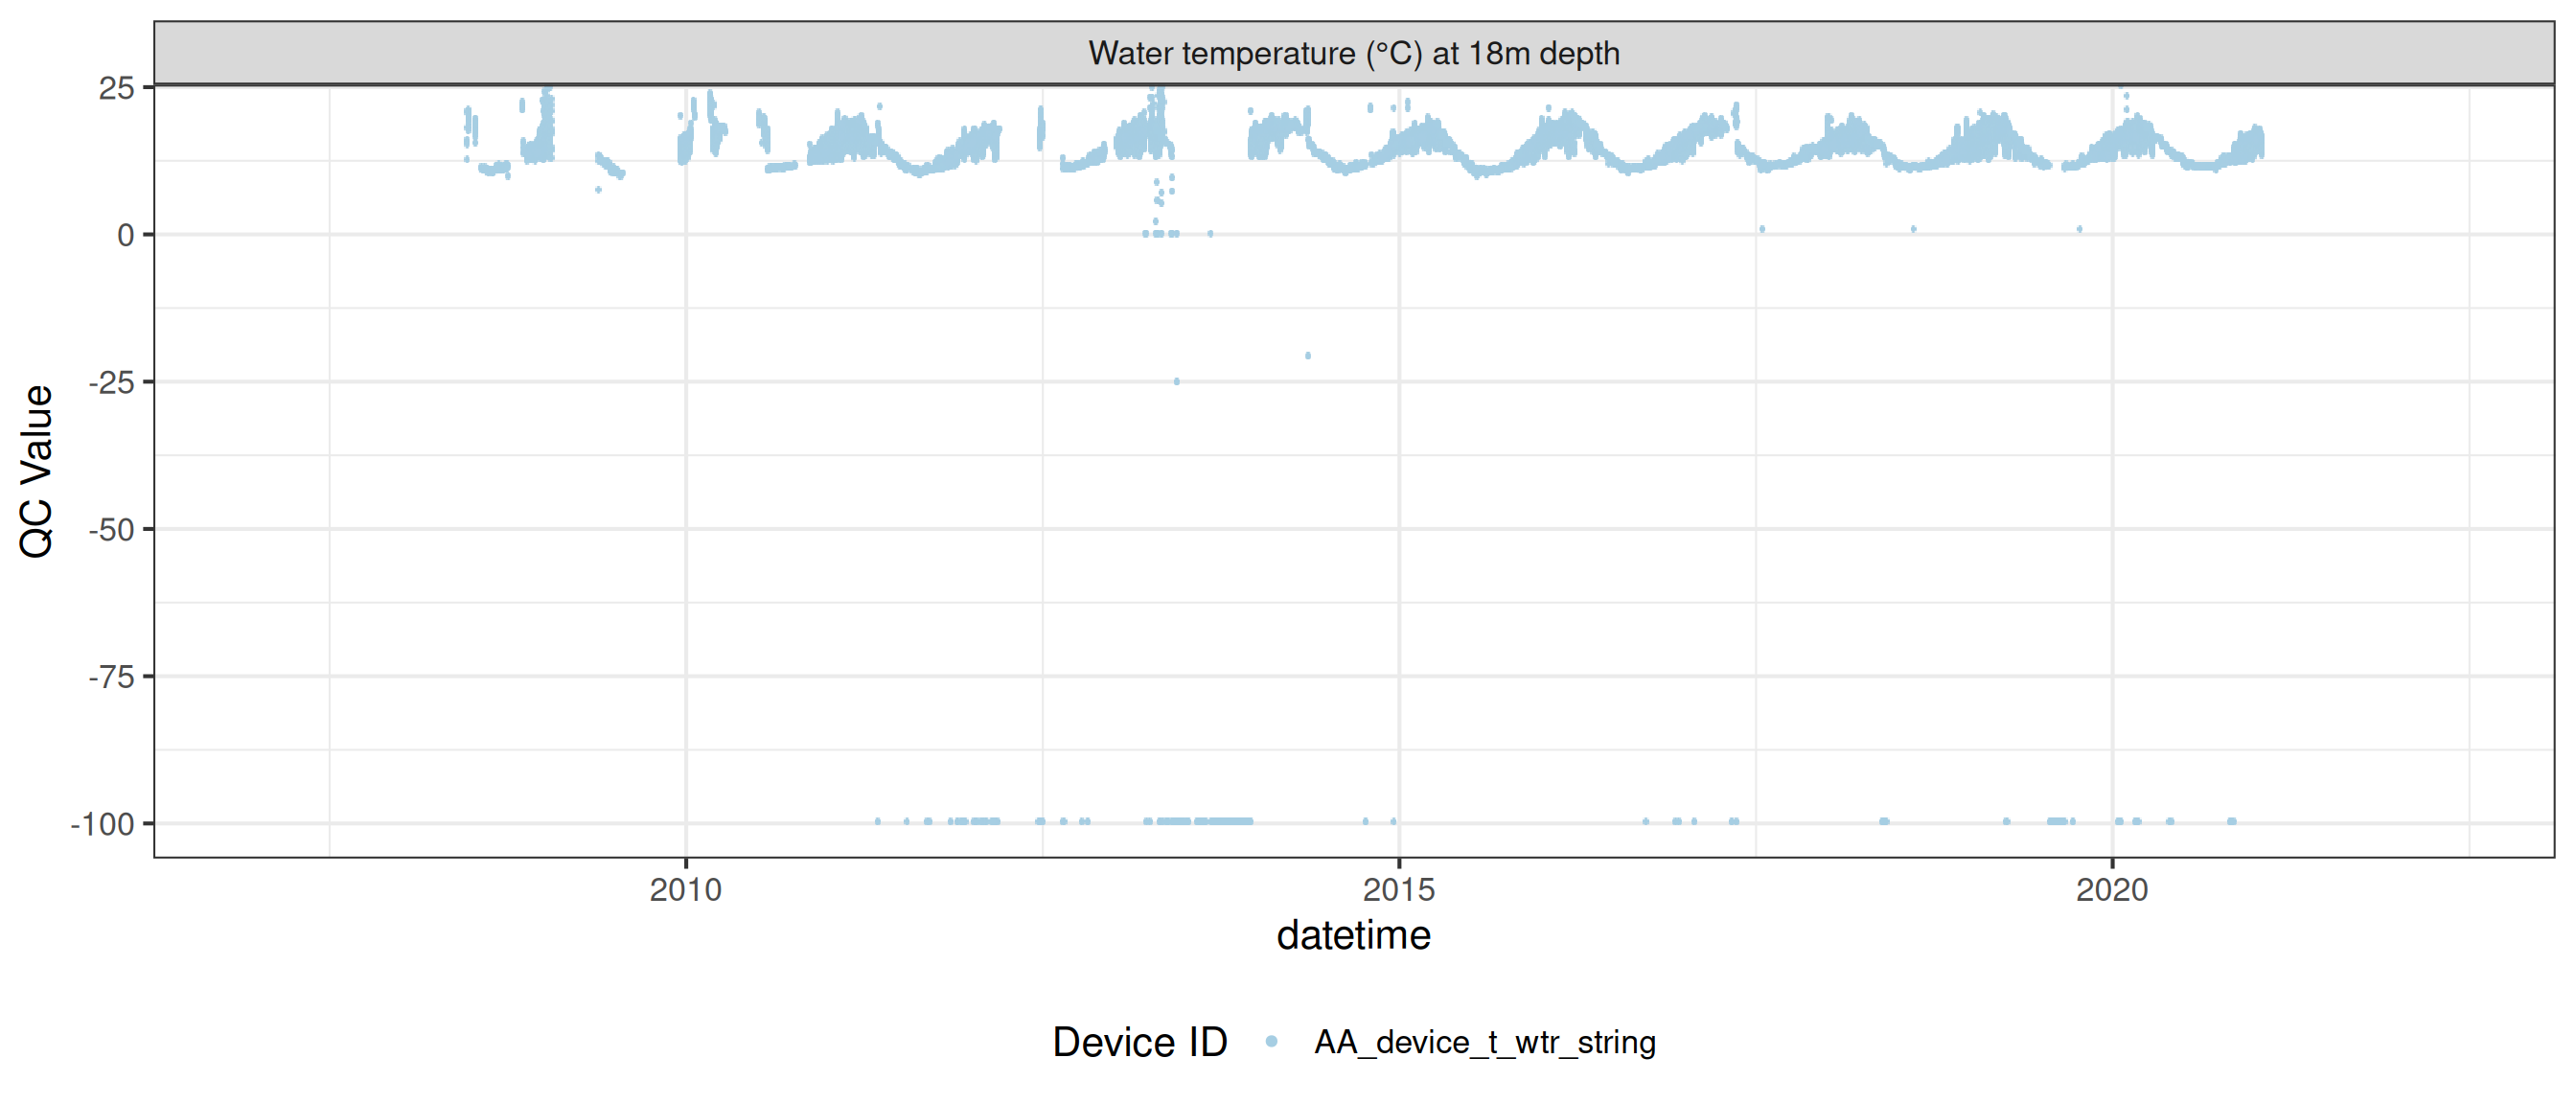 Water temperature (°C) at 18m depth
25
0
-25
-50
-75
-100
QC Value
2010
2015
2020
datetime
Device ID
AA_device_t_wtr_string